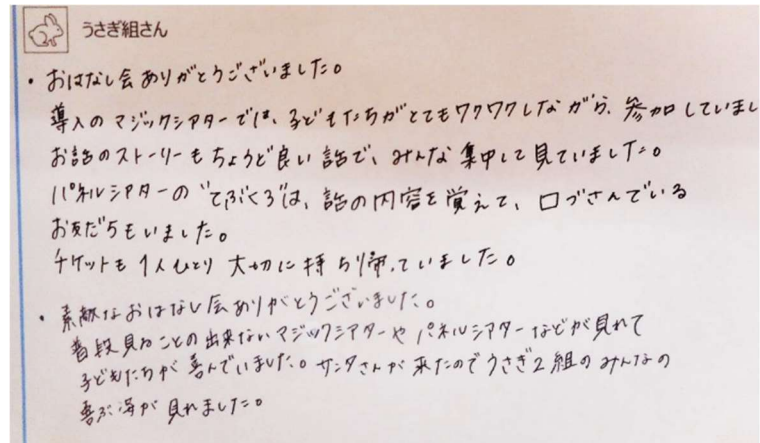 うさぎ組さん
・おはなし会ありがとうございました。
導入のマジックシアターでは、子どもたちがとてもワクワクしながら、参加していまし
お話のストーリーもちょうど良い話で、みんな集中して見ていました。
パネルシアターの"てぶくろ"は、話の内容を覚えて、口づさんでいる
お友だちもいました。
チケットも1人ひとり大切に持ち帰っていました。
・素敵なおはなし会ありがとうございました。
普段見ることの出来ないマジックシアターやパネルシアターなどが見れて
子どもたちが喜んでいました。サンタさんが来たのでうさぎ2組のみんなの
喜ぶ姿が見れました。